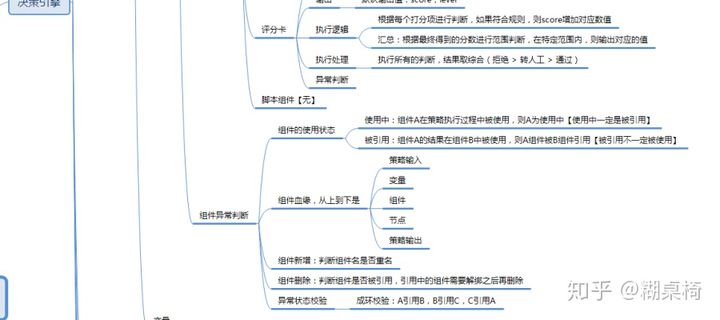 决策引擎
输出
默认输出值：score，level
评分卡
执行逻辑
根据每个打分项进行判断，如果符合规则，则score增加对应数值
汇总：根据最终得到的分数进行范围判断，在特定范围内，则输出对应的值
执行处理
执行所有的判断，结果取综合（拒绝 > 转人工 > 通过）
异常判断
脚本组件【无】
组件异常判断
组件的使用状态
使用中：组件A在策略执行过程中被使用，则A为使用中【使用中一定是被引用】
被引用：组件A的结果在组件B中被使用，则A组件被B组件引用【被引用不一定被使用】
组件血缘，从上到下是
策略输入
变量
组件
节点
策略输出
组件新增：判断组件名是否重名
组件删除：判断组件是否被引用，引用中的组件需要解绑之后再删除
异常状态校验
成环校验：A引用B，B引用C，C引用A
变量
知乎 @糊桌椅